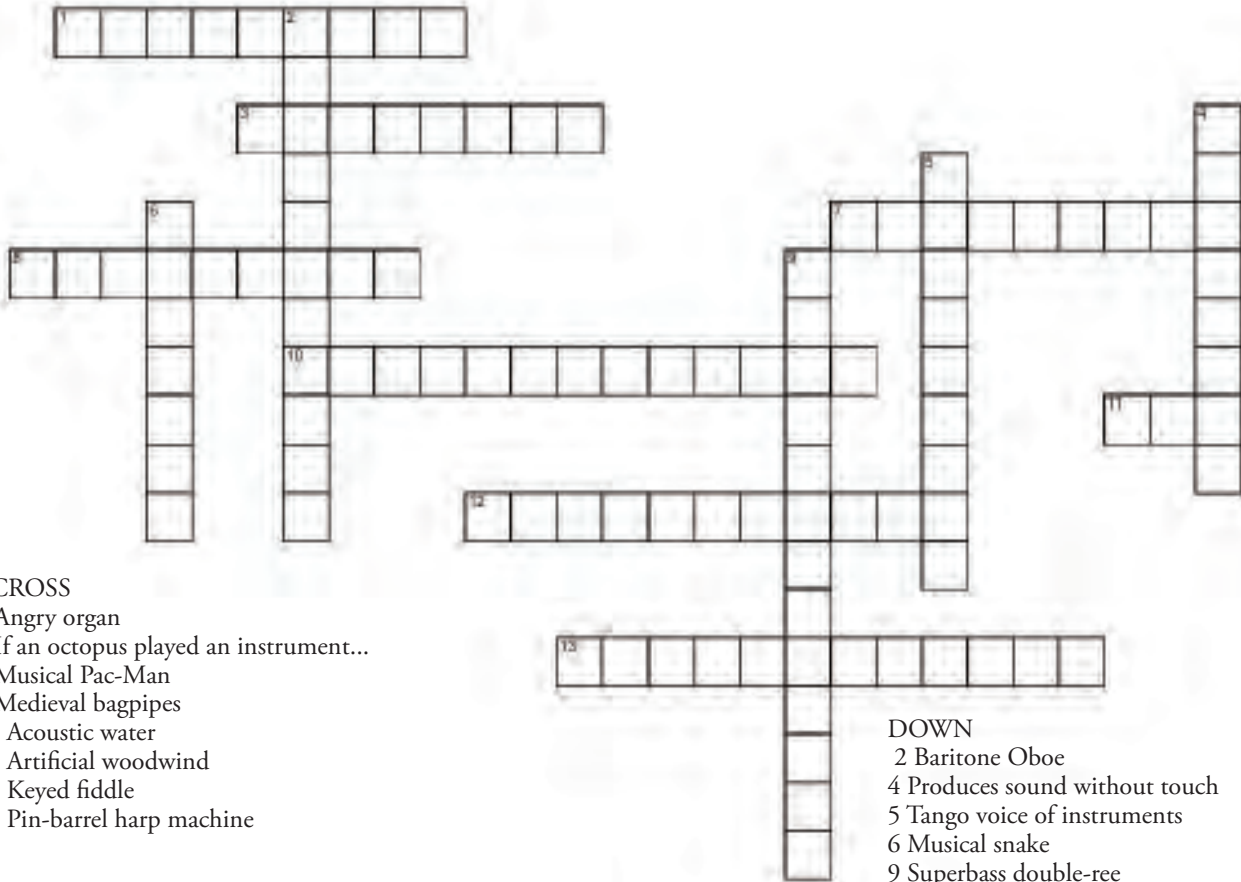 1
2
3
4
5
6
7
8
9
10
11
12
13
CROSS
Angry organ
If an octopus played an instrument...
Musical Pac-Man
Medieval bagpipes
Acoustic water
Artificial woodwind
Keyed fiddle
Pin-barrel harp machine
DOWN
2 Baritone Oboe
4 Produces sound without touch
5 Tango voice of instruments
6 Musical snake
9 Superbass double-ree